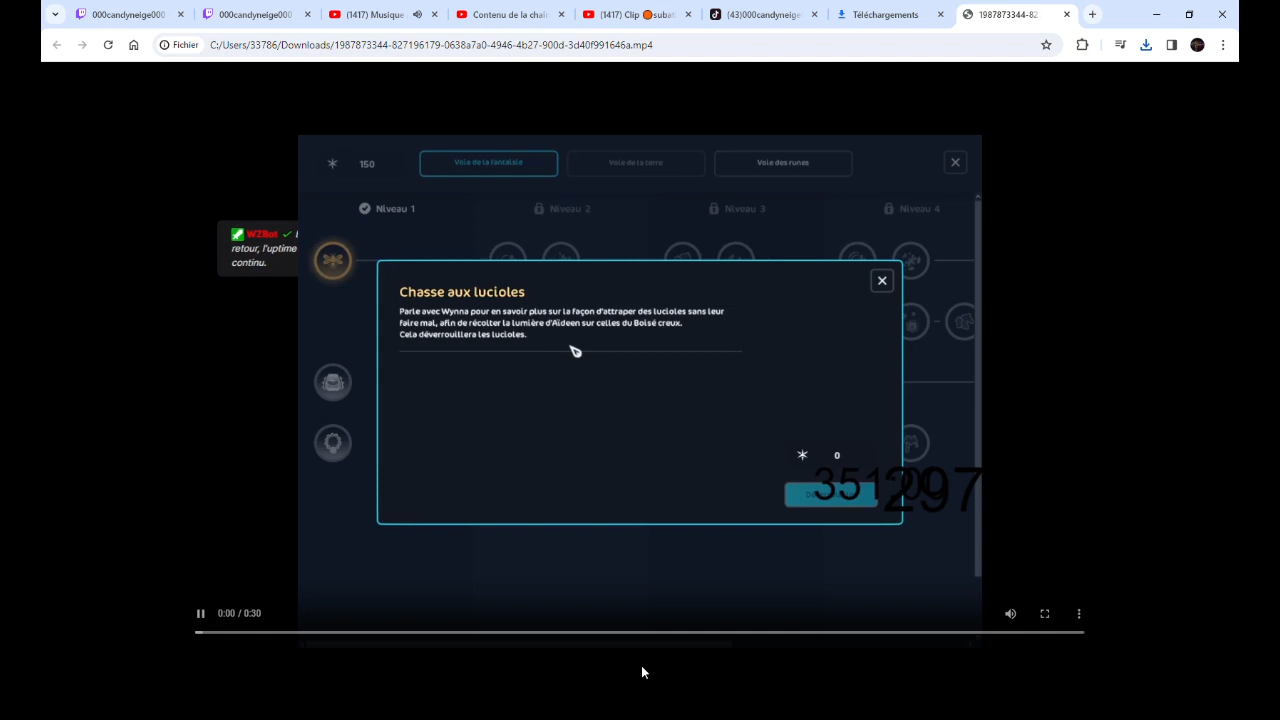 000candyneige000
000candyneige000
(1417) Musique
Contenu de la chaî
(1417) Clip subat
(43)000candyneige
Téléchargements
1987873344-82
Fichier
C:/Users/33786/Downloads/1987873344-827196179-0638a7a0-4946-4b27-900d-3d40f991646a.mp4
150
Voie de la fantaisie
Voie de la terre
Voie des runes
Niveau 1
Niveau 2
Niveau 3
Niveau 4
WZBot
retour, l'uptime
continu.
Chasse aux lucioles
Parle avec Wynna pour en savoir plus sur la façon d'attraper des lucioles sans leur
faire mal, afin de récolter la lumière d'Aïdeen sur celles du Boisé creux.
Cela déverrouillera les lucioles.
0
297
0:00 / 0:30